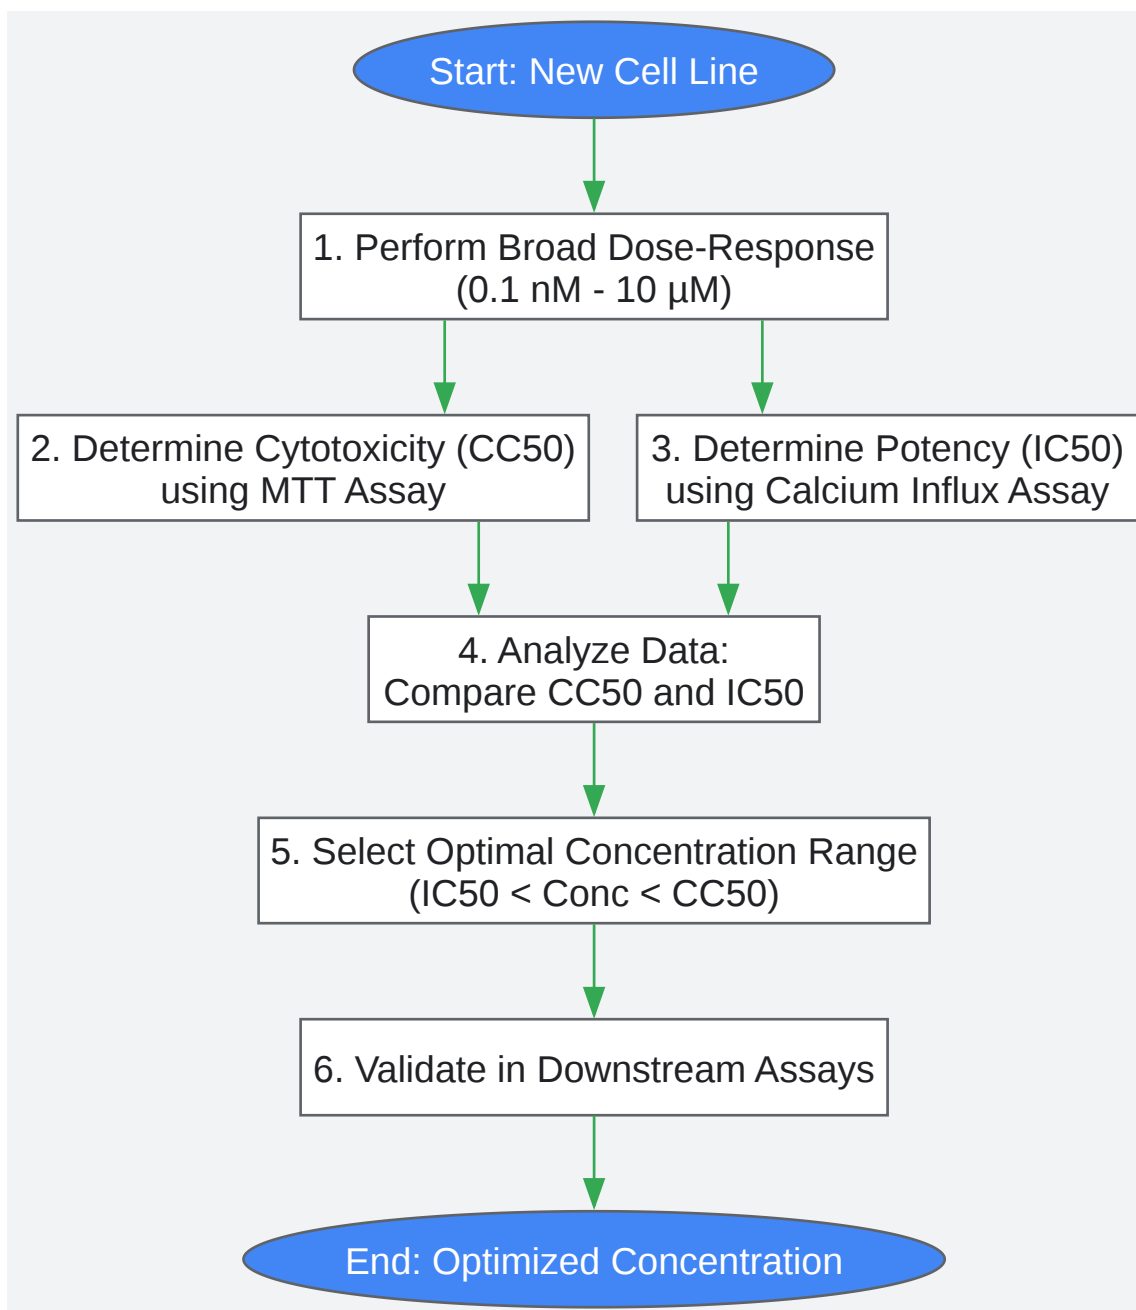 Start: New Cell Line
1. Perform Broad Dose-Response
(0.1 nM - 10 µM)
2. Determine Cytotoxicity (CC50)
using MTT Assay
3. Determine Potency (IC50)
using Calcium Influx Assay
4. Analyze Data:
Compare CC50 and IC50
5. Select Optimal Concentration Range
(IC50 < Conc < CC50)
6. Validate in Downstream Assays
End: Optimized Concentration